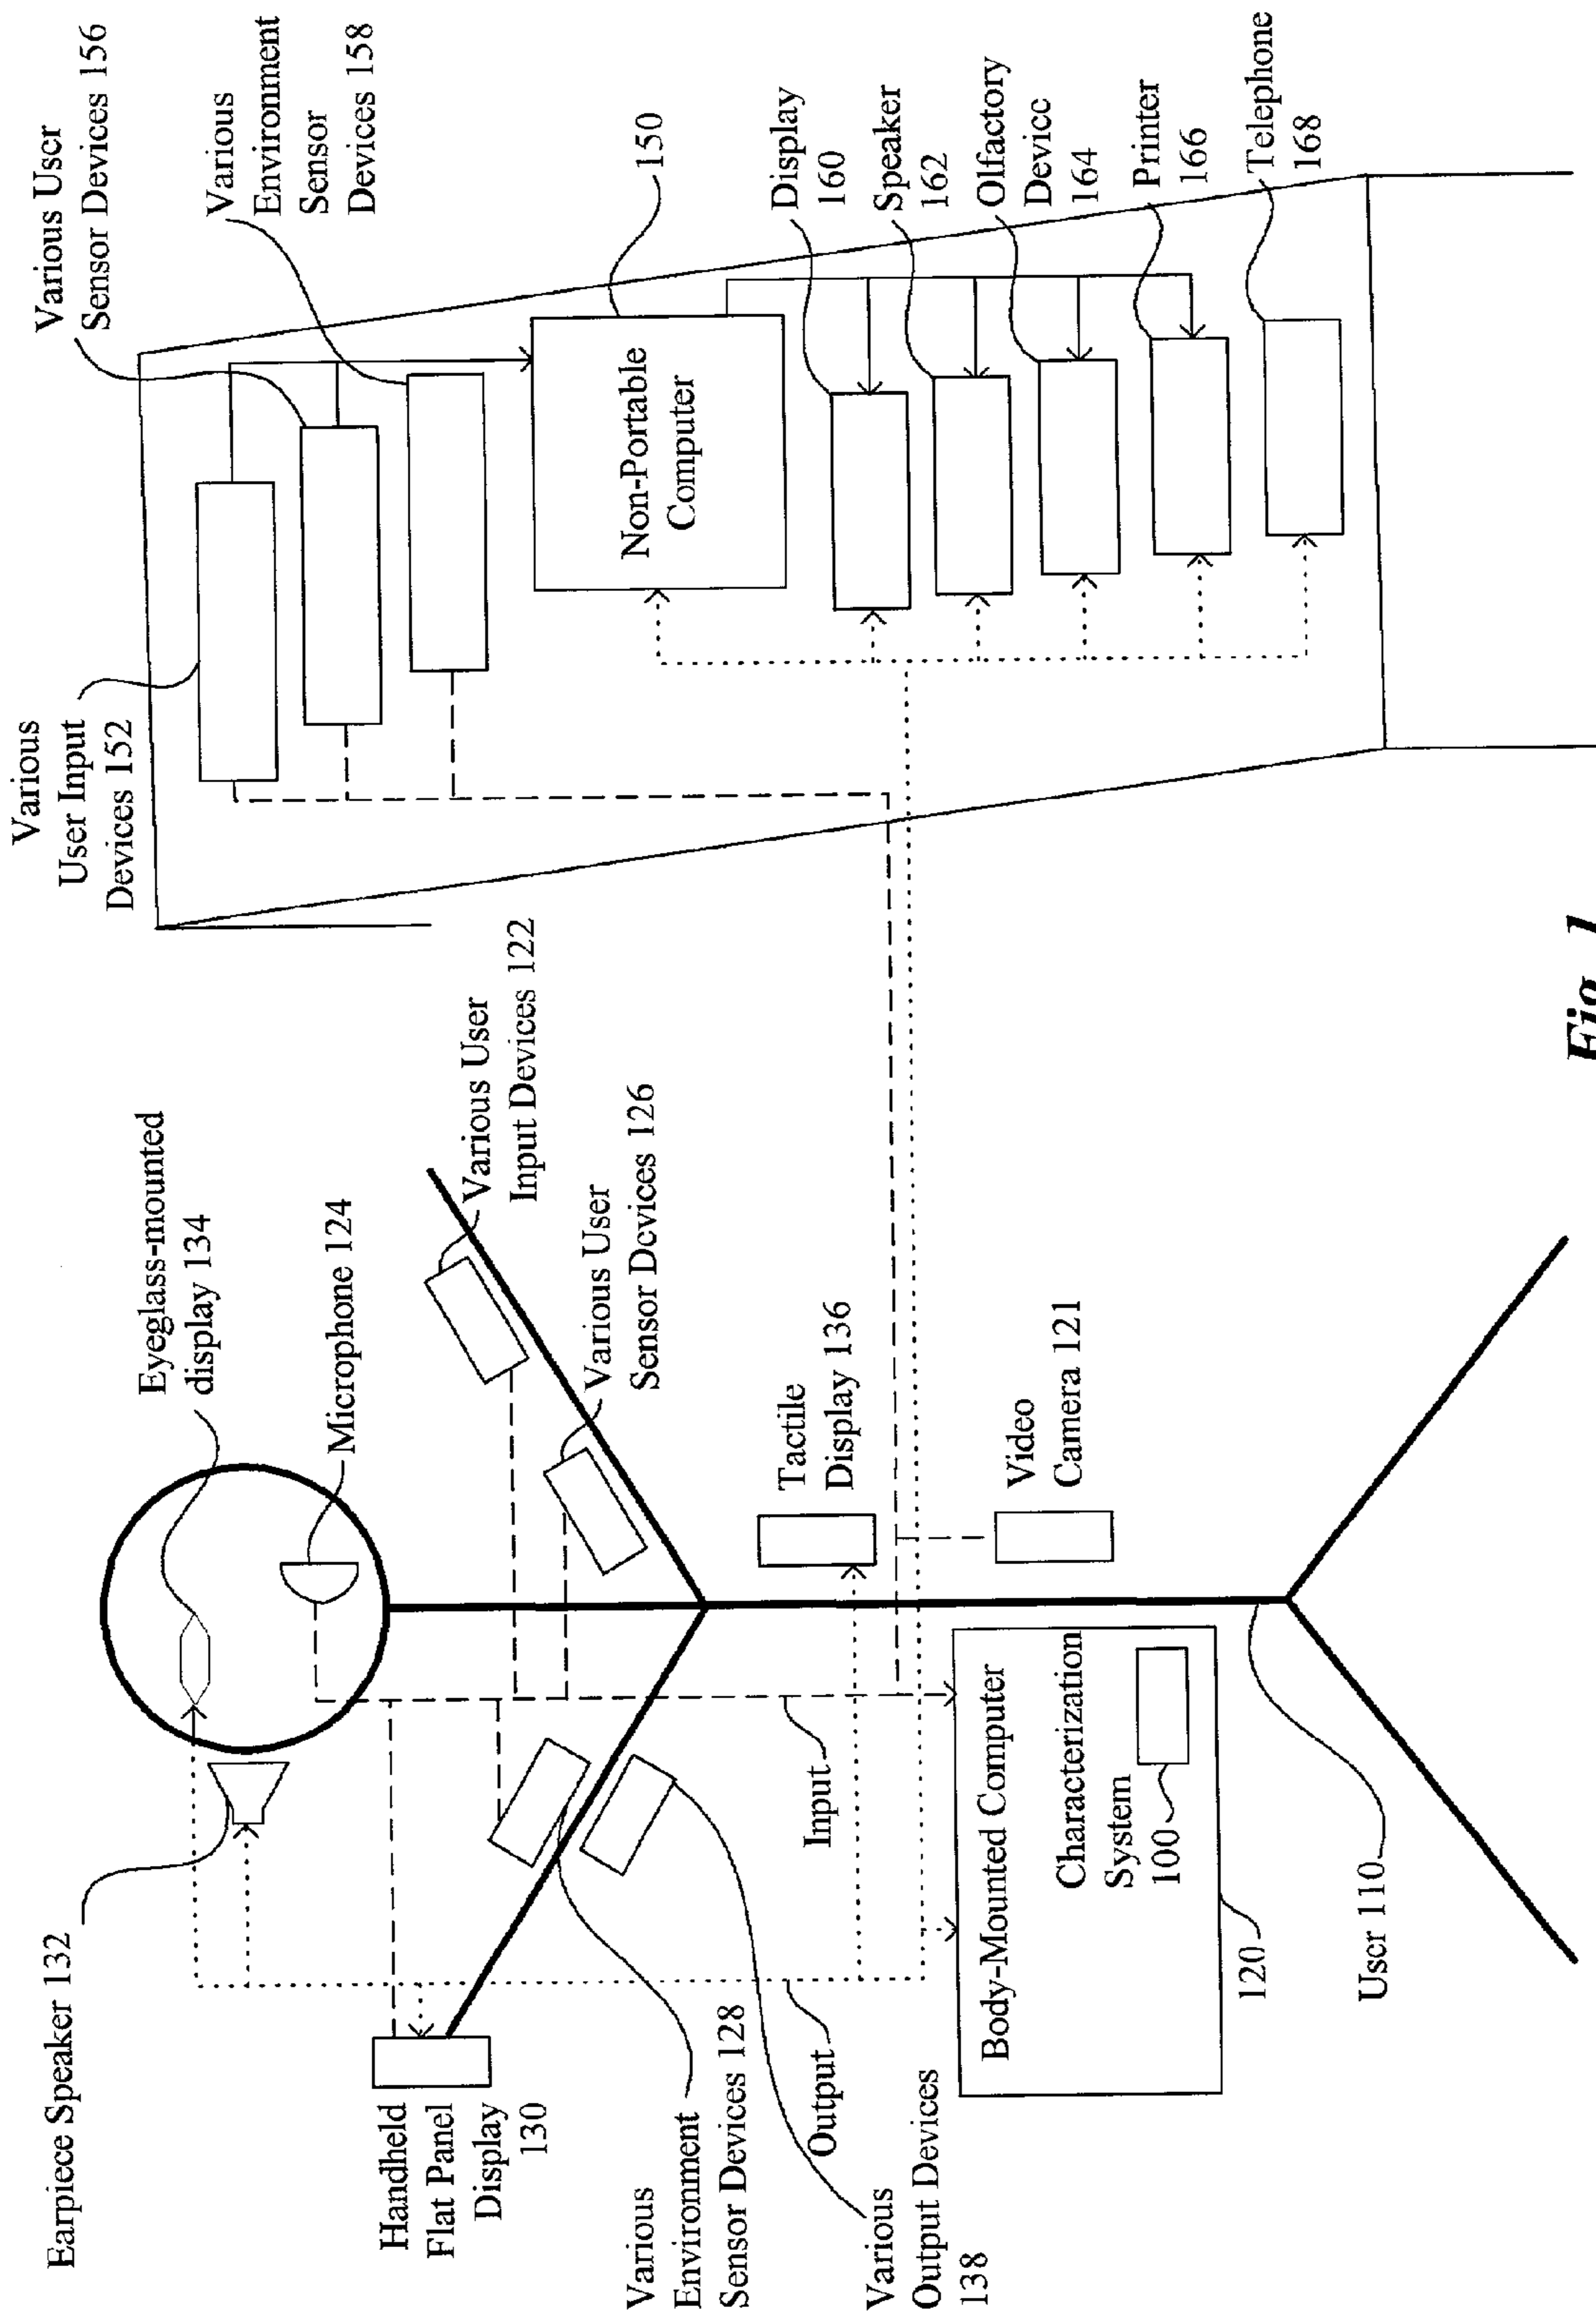 Earpiece Speaker 132
Eyeglass-mounted
display 134
Microphone 124
Various User
Input Devices 122
Various User
Sensor Devices 126
Handheld
Flat Panel
Display
130
Various
Environment
Sensor Devices 128
Various
Output Devices
138
Output
Input
Tactile
Display 136
Video
Camera 121
Body-Mounted Computer
Characterization
System
100
120
User 110
Various
User Input
Devices 152
Various User
Sensor Devices 156
Various
Environment
Sensor
Devices 158
Non-Portable
Computer
150
Display
160
Speaker
162
Olfactory
Device
164
Printer
166
Telephone
168
Fig. 1